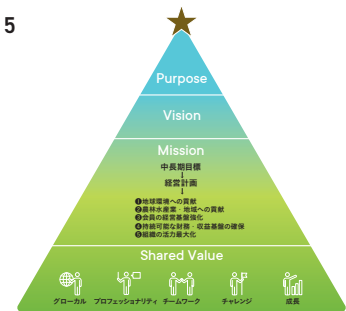 5
Purpose
Vision
Mission
中長期目標
↓
経営計画
↓
❶地球環境への貢献
❷農林水産業・地域への貢献
❸会員の経営基盤強化
❹持続可能な財務・収益基盤の確保
❺組織の活力最大化
Shared Value
グローカル プロフェッショナリティ チームワーク チャレンジ 成長